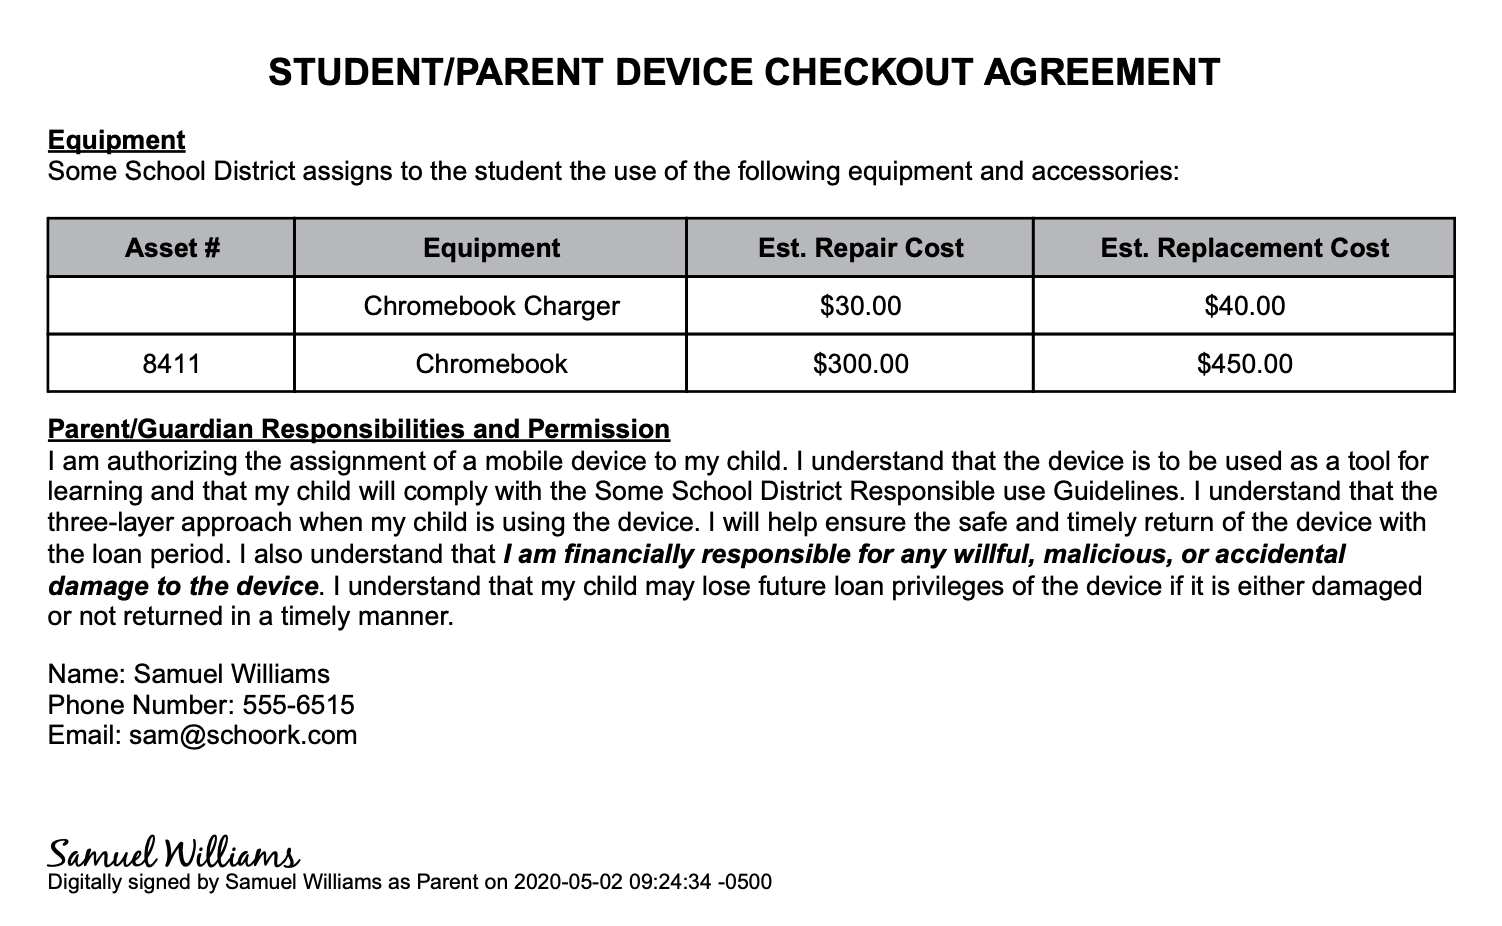 STUDENT/PARENT DEVICE CHECKOUT AGREEMENT
Equipment
Some School District assigns to the student the use of the following equipment and accessories:
Asset # Equipment Est. Repair Cost Est. Replacement Cost
Chromebook Charger $30.00 $40.00
8411 Chromebook $300.00 $450.00
Parent/Guardian Responsibilities and Permission
I am authorizing the assignment of a mobile device to my child. I understand that the device is to be used as a tool for
learning and that my child will comply with the Some School District Responsible use Guidelines. I understand that the
three-layer approach when my child is using the device. I will help ensure the safe and timely return of the device with
the loan period. I also understand that I am financially responsible for any willful, malicious, or accidental
damage to the device. I understand that my child may lose future loan privileges of the device if it is either damaged
or not returned in a timely manner.
Name: Samuel Williams
Phone Number: 555-6515
Email: sam@schoork.com
Samuel Williams
Digitally signed by Samuel Williams as Parent on 2020-05-02 09:24:34 -0500